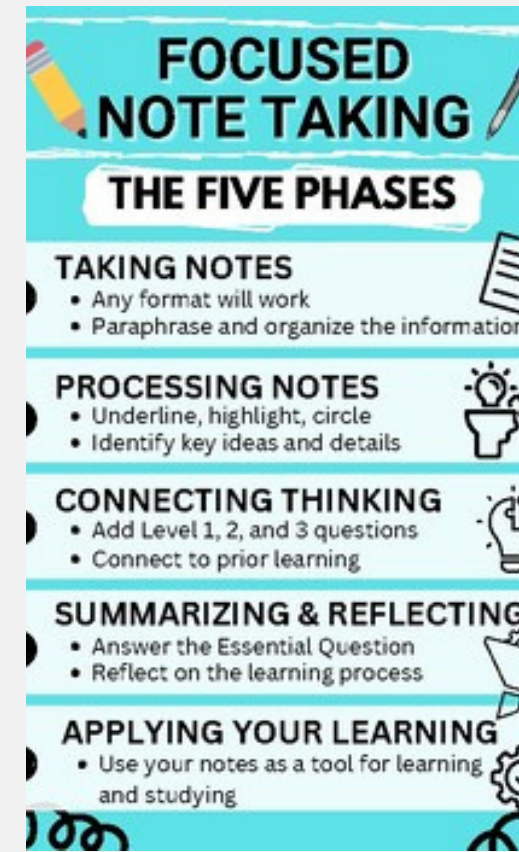 FOCUSED
NOTE TAKING
THE FIVE PHASES
TAKING NOTES
• Any format will work
• Paraphrase and organize the information
PROCESSING NOTES
• Underline, highlight, circle
• Identify key ideas and details
CONNECTING THINKING
• Add Level 1, 2, and 3 questions
• Connect to prior learning
SUMMARIZING & REFLECTING
• Answer the Essential Question
• Reflect on the learning process
APPLYING YOUR LEARNING
• Use your notes as a tool for learning
and studying